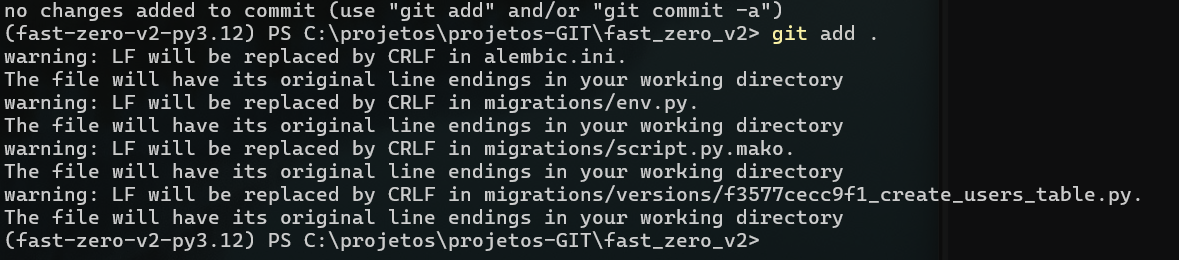 no changes added to commit (use "git add" and/or "git commit -a")
(fast-zero-v2-py3.12) PS C:\projetos\projetos-GIT\fast_zero_v2> git add .
warning: LF will be replaced by CRLF in alembic.ini.
The file will have its original line endings in your working directory
warning: LF will be replaced by CRLF in migrations/env.py.
The file will have its original line endings in your working directory
warning: LF will be replaced by CRLF in migrations/script.py.mako.
The file will have its original line endings in your working directory
warning: LF will be replaced by CRLF in migrations/versions/f3577cecc9f1_create_users_table.py.
The file will have its original line endings in your working directory
(fast-zero-v2-py3.12) PS C:\projetos\projetos-GIT\fast_zero_v2>